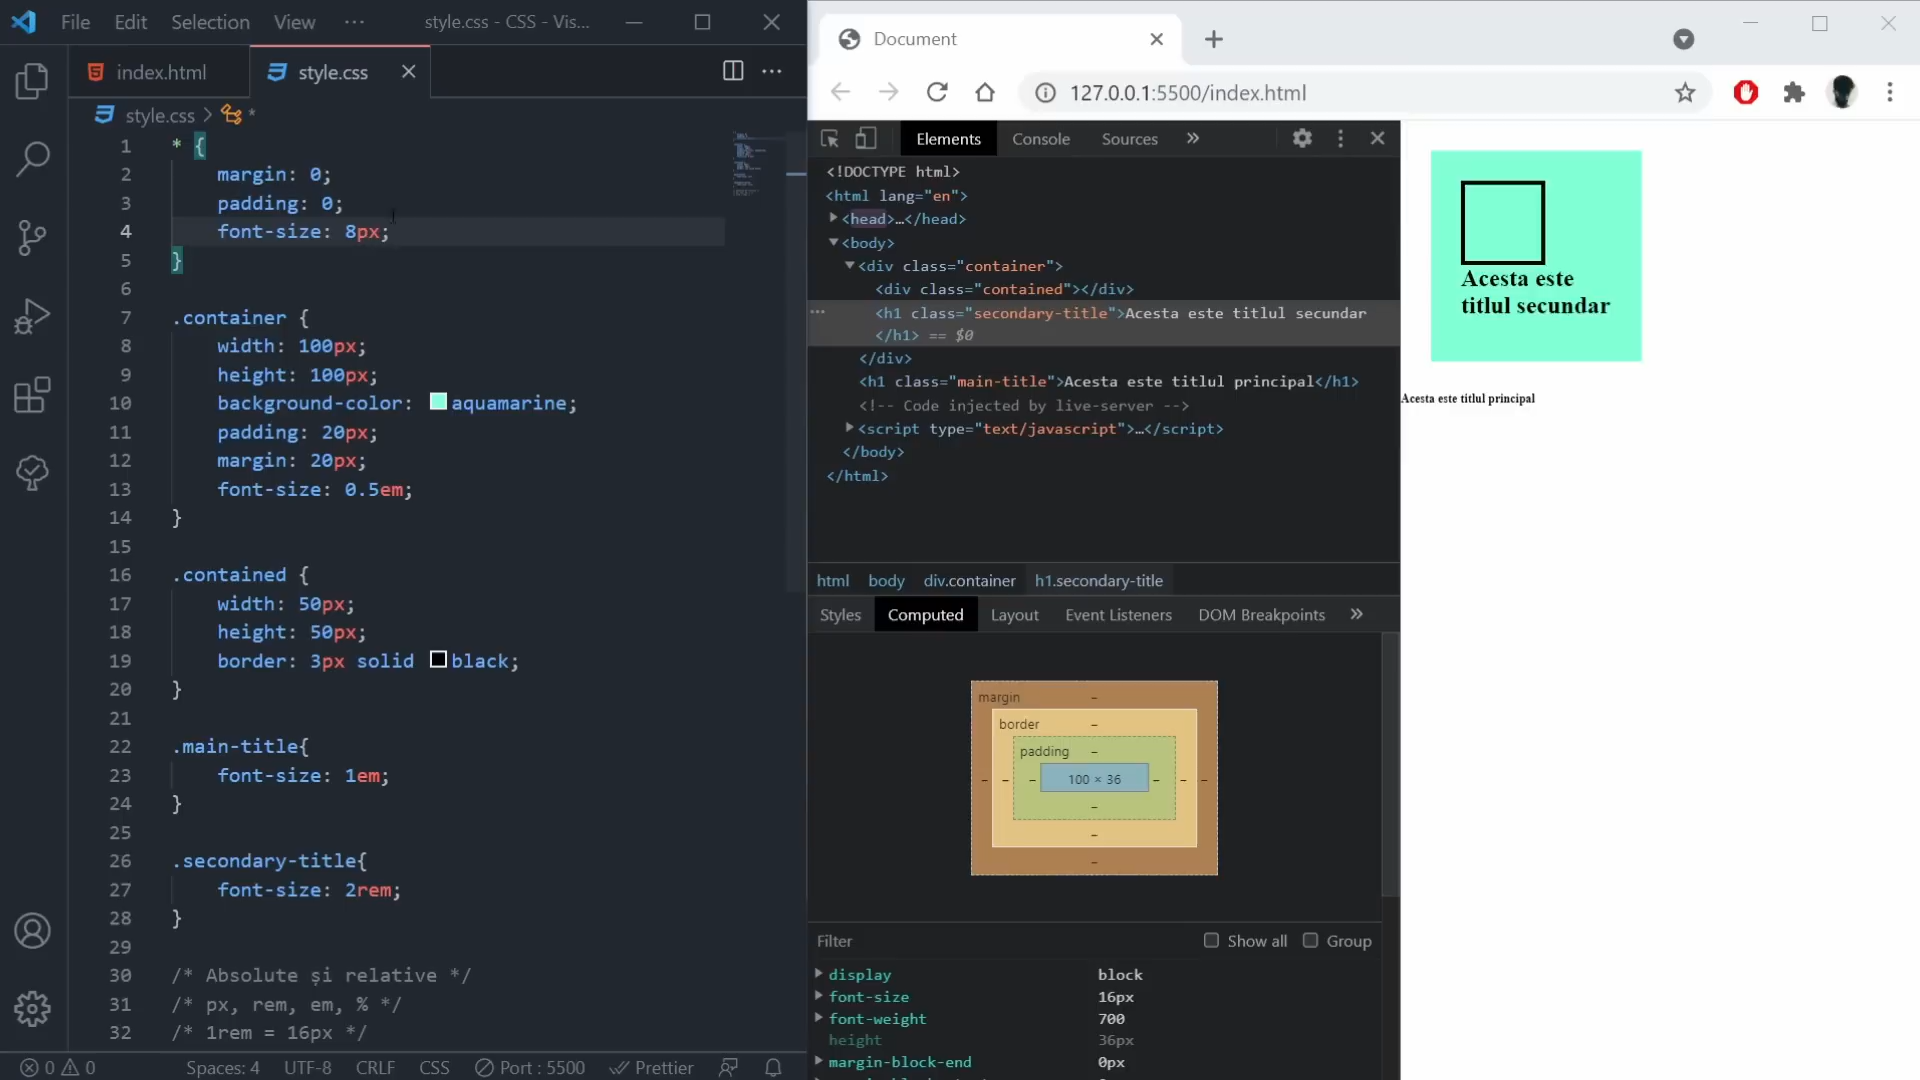 File Edit Selection View ··· style.css - CSS - Vis...
index.html
style.css
style.css > *
1 * {
2 margin: 0;
3 padding: 0;
4 font-size: 8px;
5 }
6
7 .container {
8 width: 100px;
9 height: 100px;
10 background-color: aquamarine;
11 padding: 20px;
12 margin: 20px;
13 font-size: 0.5em;
14 }
15
16 .contained {
17 width: 50px;
18 height: 50px;
19 border: 3px solid black;
20 }
21
22 .main-title{
23 font-size: 1em;
24 }
25
26 .secondary-title{
27 font-size: 2rem;
28 }
29
30 /* Absolute și relative */
31 /* px, rem, em, % */
32 /* 1rem = 16px */
0 0 Spaces: 4 UTF-8 CRLF CSS Port : 5500 Prettier
Document
127.0.0.1:5500/index.html
Elements Console Sources »
<!DOCTYPE html>
<html lang="en">
<head>…</head>
<body>
<div class="container">
<div class="contained"></div>
··· <h1 class="secondary-title">Acesta este titlul secundar
</h1> == $0
</div>
<h1 class="main-title">Acesta este titlul principal</h1>
<!-- Code injected by live-server -->
<script type="text/javascript">…</script>
</body>
</html>
html body div.container h1.secondary-title
Styles Computed Layout Event Listeners DOM Breakpoints »
margin –
border –
padding –
– – – 100 × 36 – – –
–
–
–
Filter Show all Group
display block
font-size 16px
font-weight 700
height 36px
margin-block-end 0px
Acesta este
titlul secundar
Acesta este titlul principal